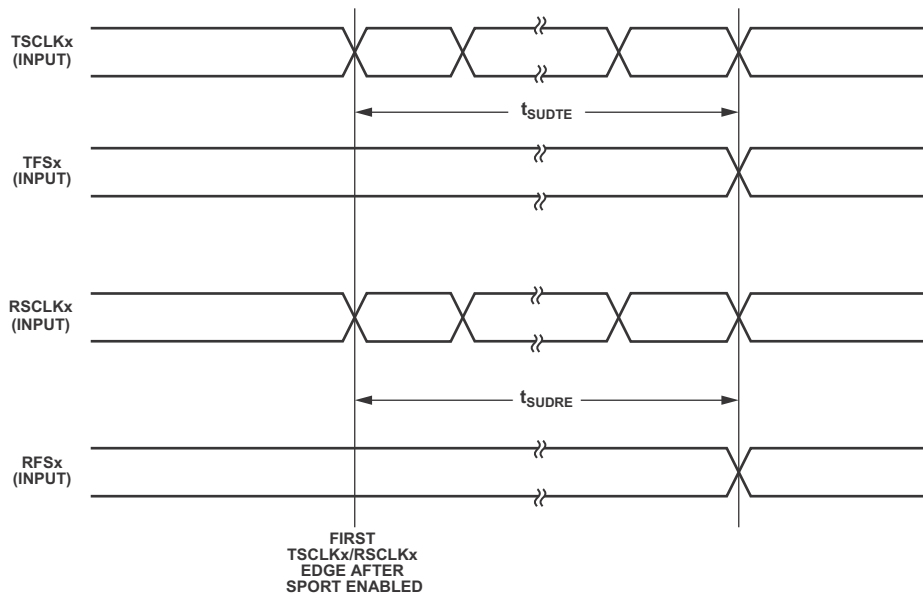 TSCLKx
(INPUT)
tSUDTE
TFSx
(INPUT)
RSCLKx
(INPUT)
tSUDRE
RFSx
(INPUT)
FIRST
TSCLKx/RSCLKx
EDGE AFTER
SPORT ENABLED